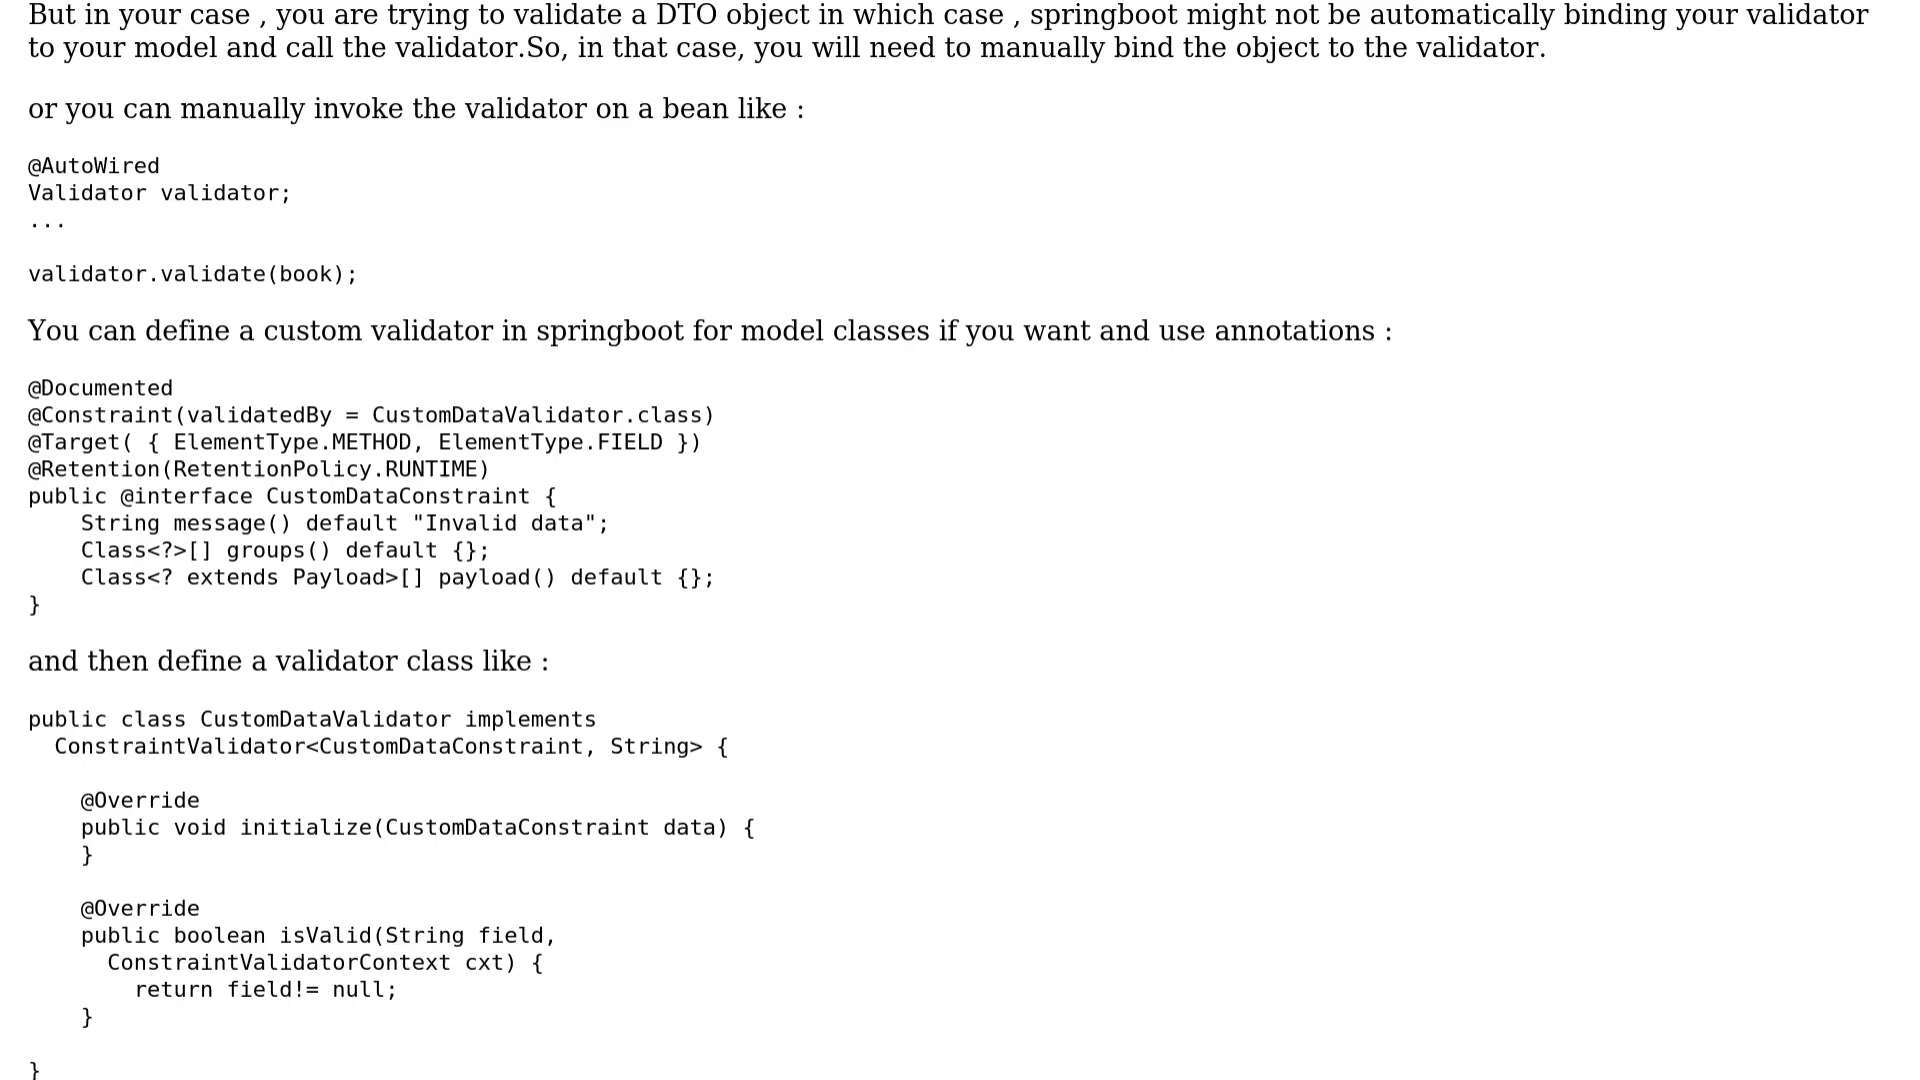 But in your case , you are trying to validate a DTO object in which case , springboot might not be automatically binding your validator
to your model and call the validator.So, in that case, you will need to manually bind the object to the validator.
or you can manually invoke the validator on a bean like :
@AutoWired
Validator validator;
...
validator.validate(book);
You can define a custom validator in springboot for model classes if you want and use annotations :
@Documented
@Constraint(validatedBy = CustomDataValidator.class)
@Target( { ElementType.METHOD, ElementType.FIELD })
@Retention(RetentionPolicy.RUNTIME)
public @interface CustomDataConstraint {
    String message() default "Invalid data";
    Class<?>[] groups() default {};
    Class<? extends Payload>[] payload() default {};
}
and then define a validator class like :
public class CustomDataValidator implements
  ConstraintValidator<CustomDataConstraint, String> {
    @Override
    public void initialize(CustomDataConstraint data) {
    }
    @Override
    public boolean isValid(String field,
      ConstraintValidatorContext cxt) {
        return field!= null;
    }
}